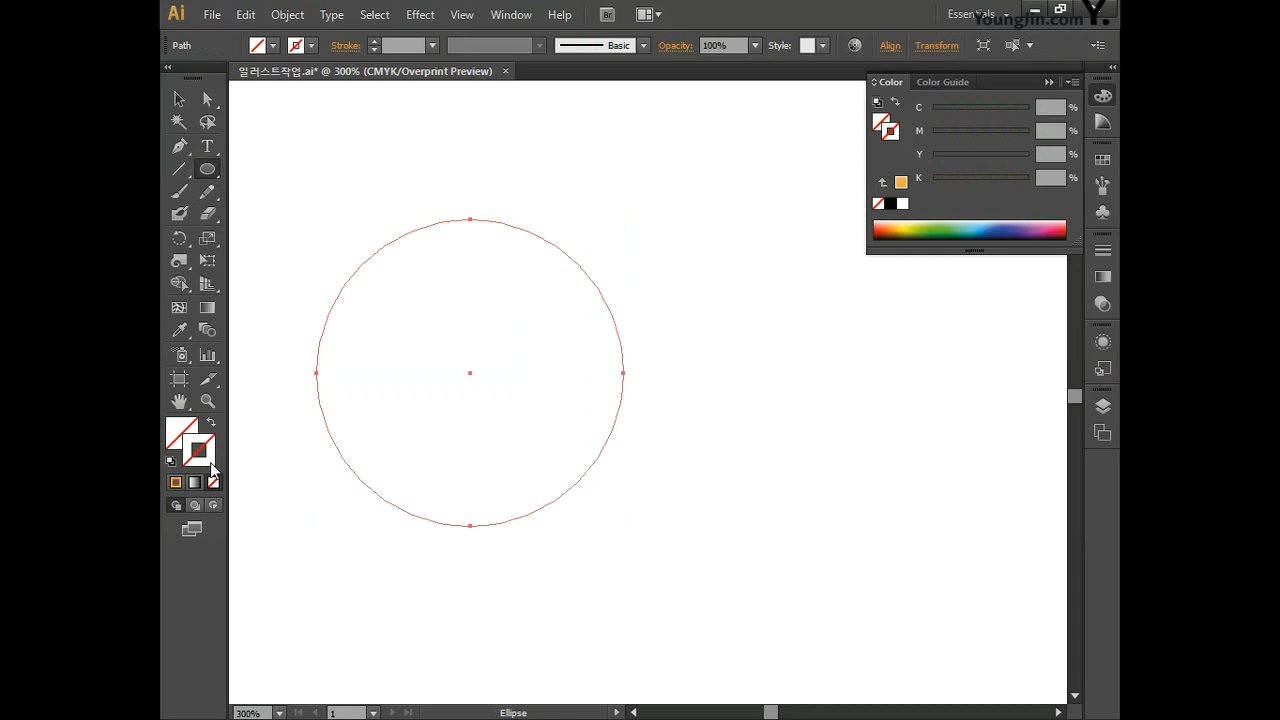 Ai File Edit Object Type Select Effect View Window Help Br Essentials
YoungJin.com Y.
Path Stroke: Basic Opacity: 100% Style: Align Transform
일러스트작업.ai* @ 300% (CMYK/Overprint Preview) ×
Color Color Guide
C %
M %
Y %
K %
T
300% 1 Ellipse